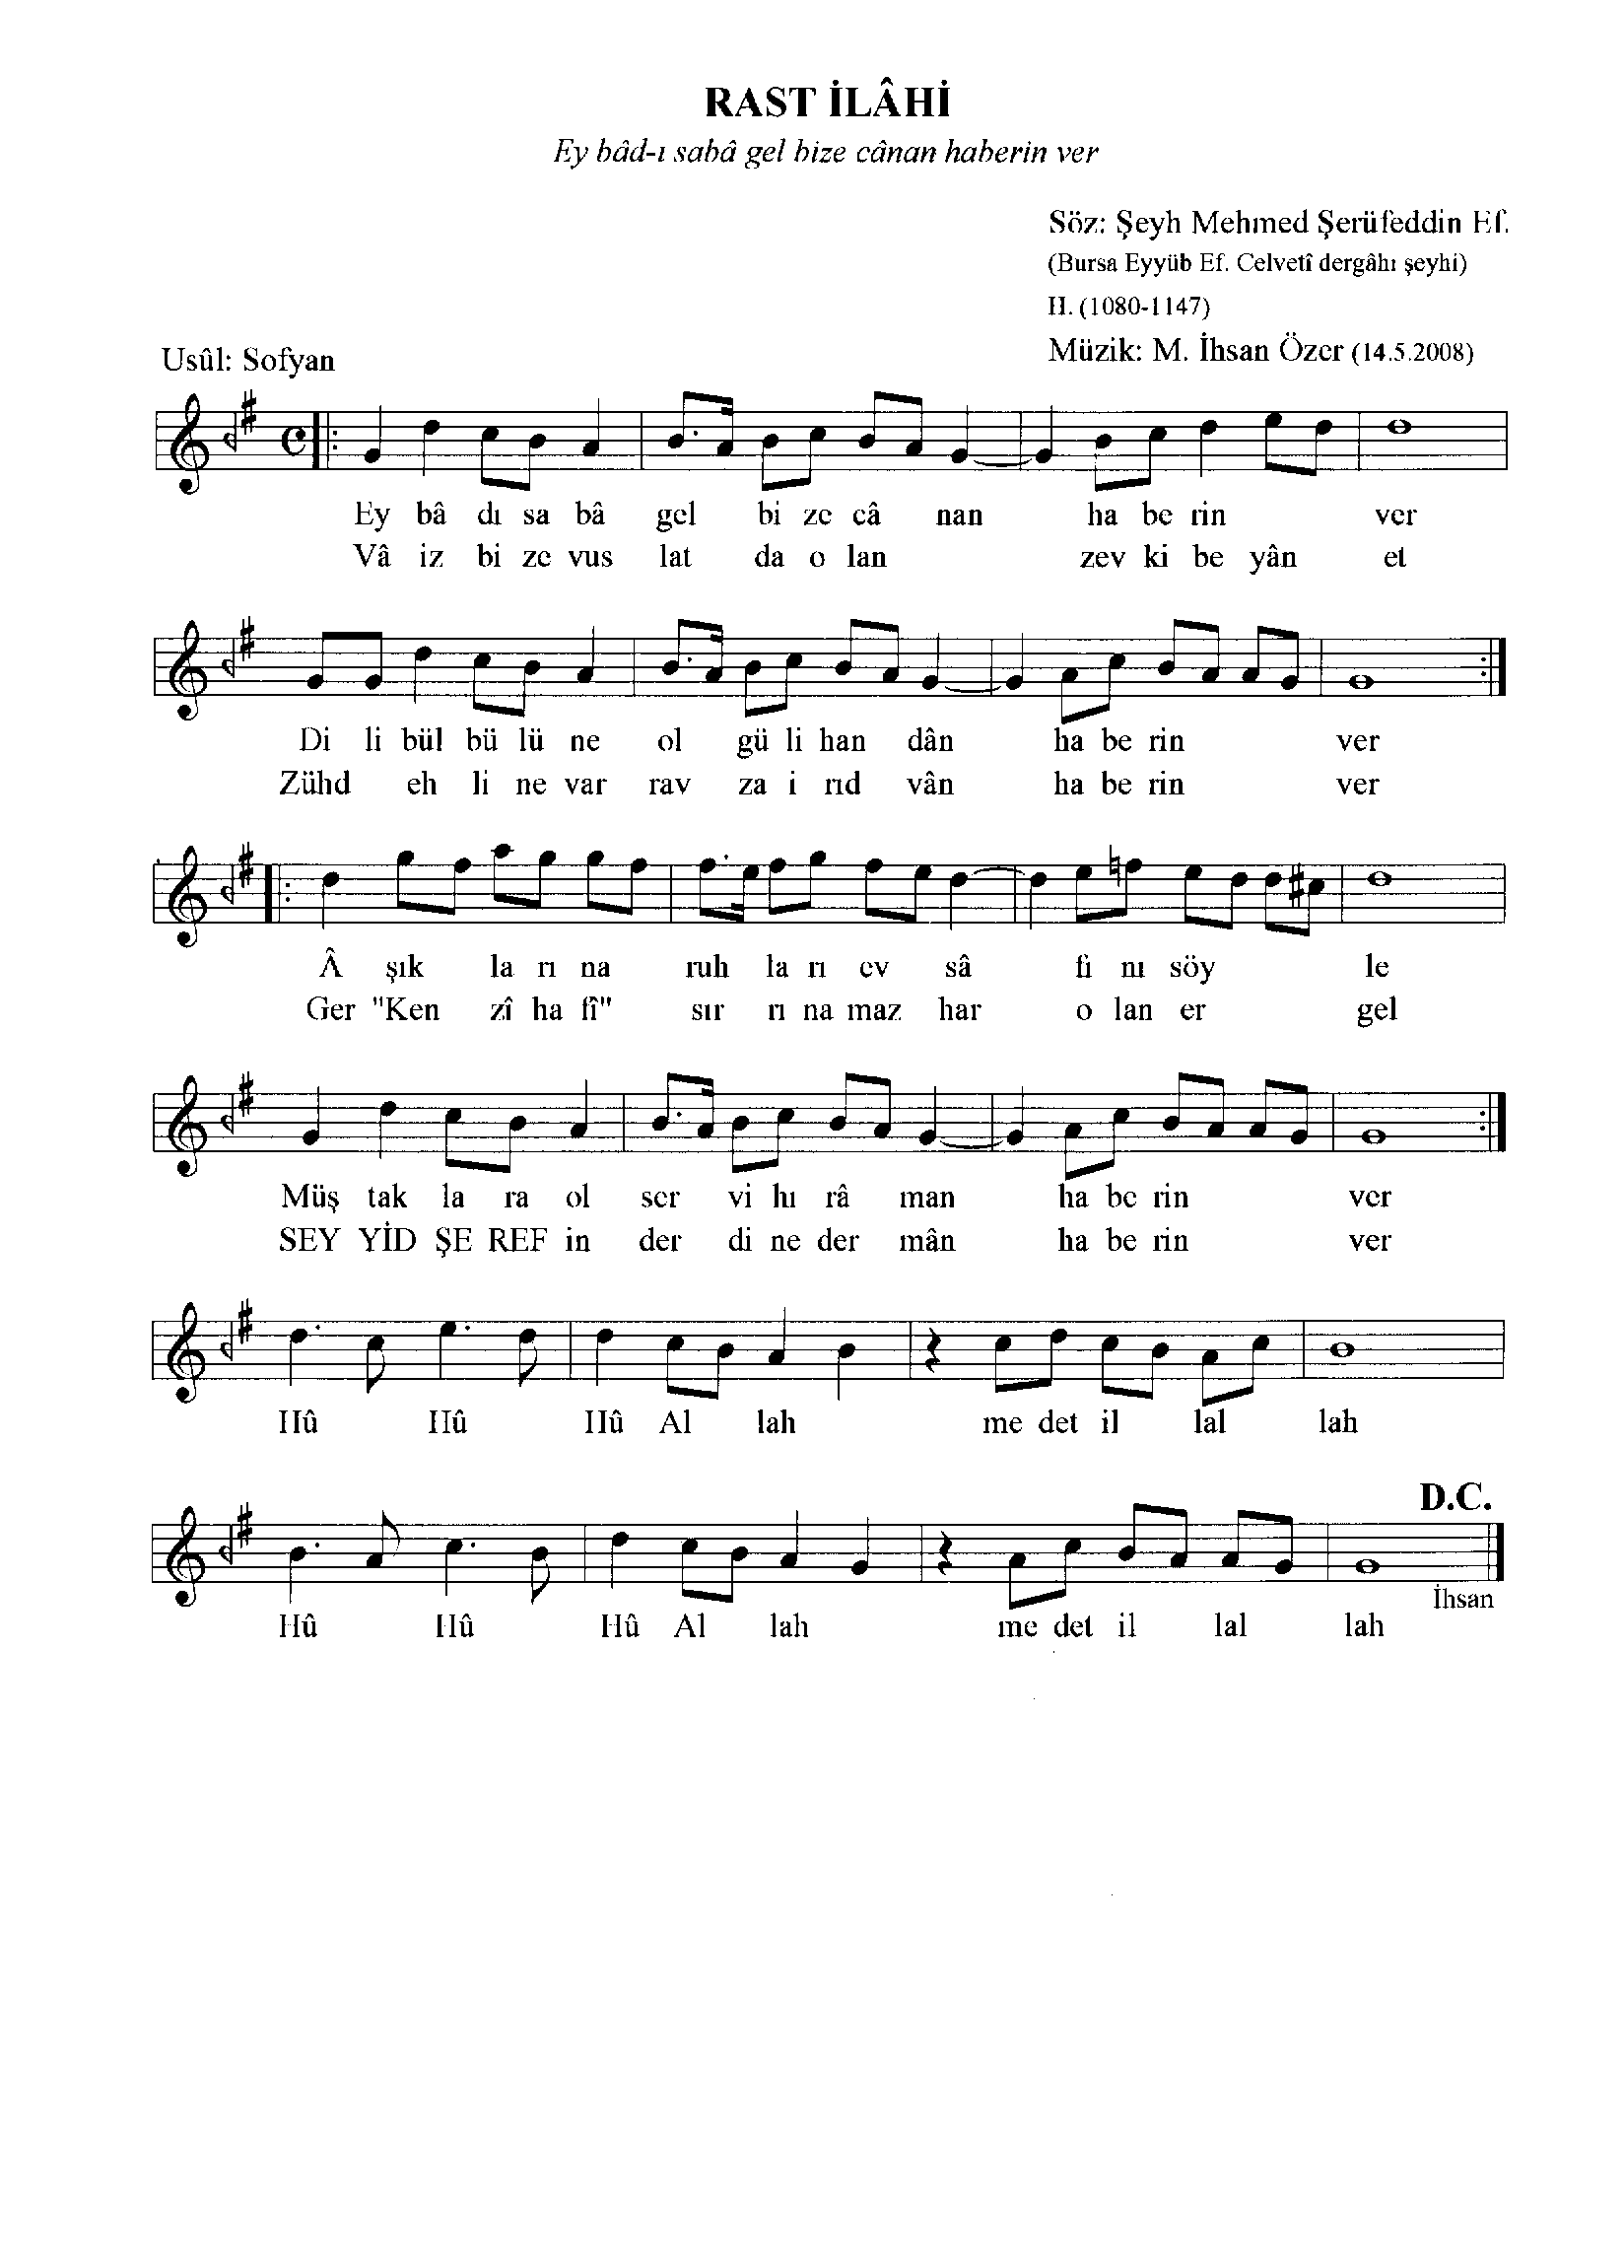 RAST İLÂHİ
Ey bâd-ı sabâ gel bize cânan haberin ver
Söz: Şeyh Mehmed Şerüfeddin Ef.
(Bursa Eyyüb Ef. Celvetî dergâhı şeyhi)
H. (1080-1147)
Usûl: Sofyan
Müzik: M. İhsan Özer (14.5.2008)
Ey bâ dı sa bâ gel bi ze câ nan ha be rin ver
Vâ iz bi ze vus lat da o lan zev ki be yân et
Di li bül bü lü ne ol gü li han dân ha be rin ver
Zühd eh li ne var rav za i rıd vân ha be rin ver
Â şık la rı na ruh la rı ev sâ fı nı söy le
Ger "Ken zî ha fî" sır rı na maz har o lan er gel
Müş tak la ra ol ser vi hı râ man ha be rin ver
SEY YİD ŞE REF in der di ne der mân ha be rin ver
Hû Hû Hû Al lah me det il lal lah
D.C.
İhsan
Hû Hû Hû Al lah me det il lal lah